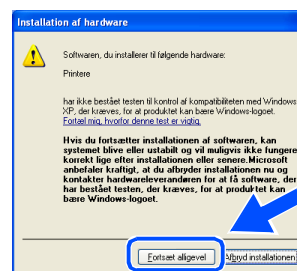 Installation af hardware
Softwaren, du installerer til følgende hardware:
Printere
har ikke bestået testen til kontrol af kompatibiliteten med Windows
XP, der kræves, for at produktet kan bære Windows-logoet.
Fortæl mig, hvorfor denne test er vigtig.
Hvis du fortsætter installationen af softwaren, kan
systemet blive eller ustabilt og vil muligvis ikke fungere
korrekt lige efter installationen eller senere.Microsoft
anbefaler kraftigt, at du afbryder installationen nu og
kontakter hardwareleverandøren for at få software, der
har bestået testen, der kræves, for at produktet kan
bære Windows-logoet.
Fortsæt alligevel
Afbryd installationen